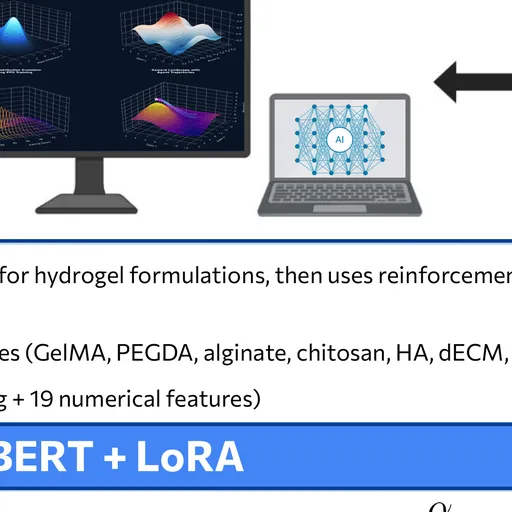 AI
for hydrogel formulations, then uses reinforcemen
es (GelMA, PEGDA, alginate, chitosan, HA, dECM,
g + 19 numerical features)
BERT + LoRA
α